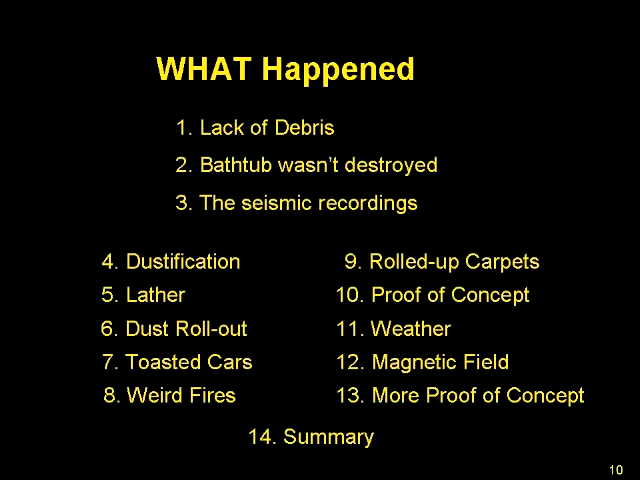 WHAT Happened
1. Lack of Debris
2. Bathtub wasn't destroyed
3. The seismic recordings
4. Dustification
5. Lather
6. Dust Roll-out
7. Toasted Cars
8. Weird Fires
9. Rolled-up Carpets
10. Proof of Concept
11. Weather
12. Magnetic Field
13. More Proof of Concept
14. Summary
10